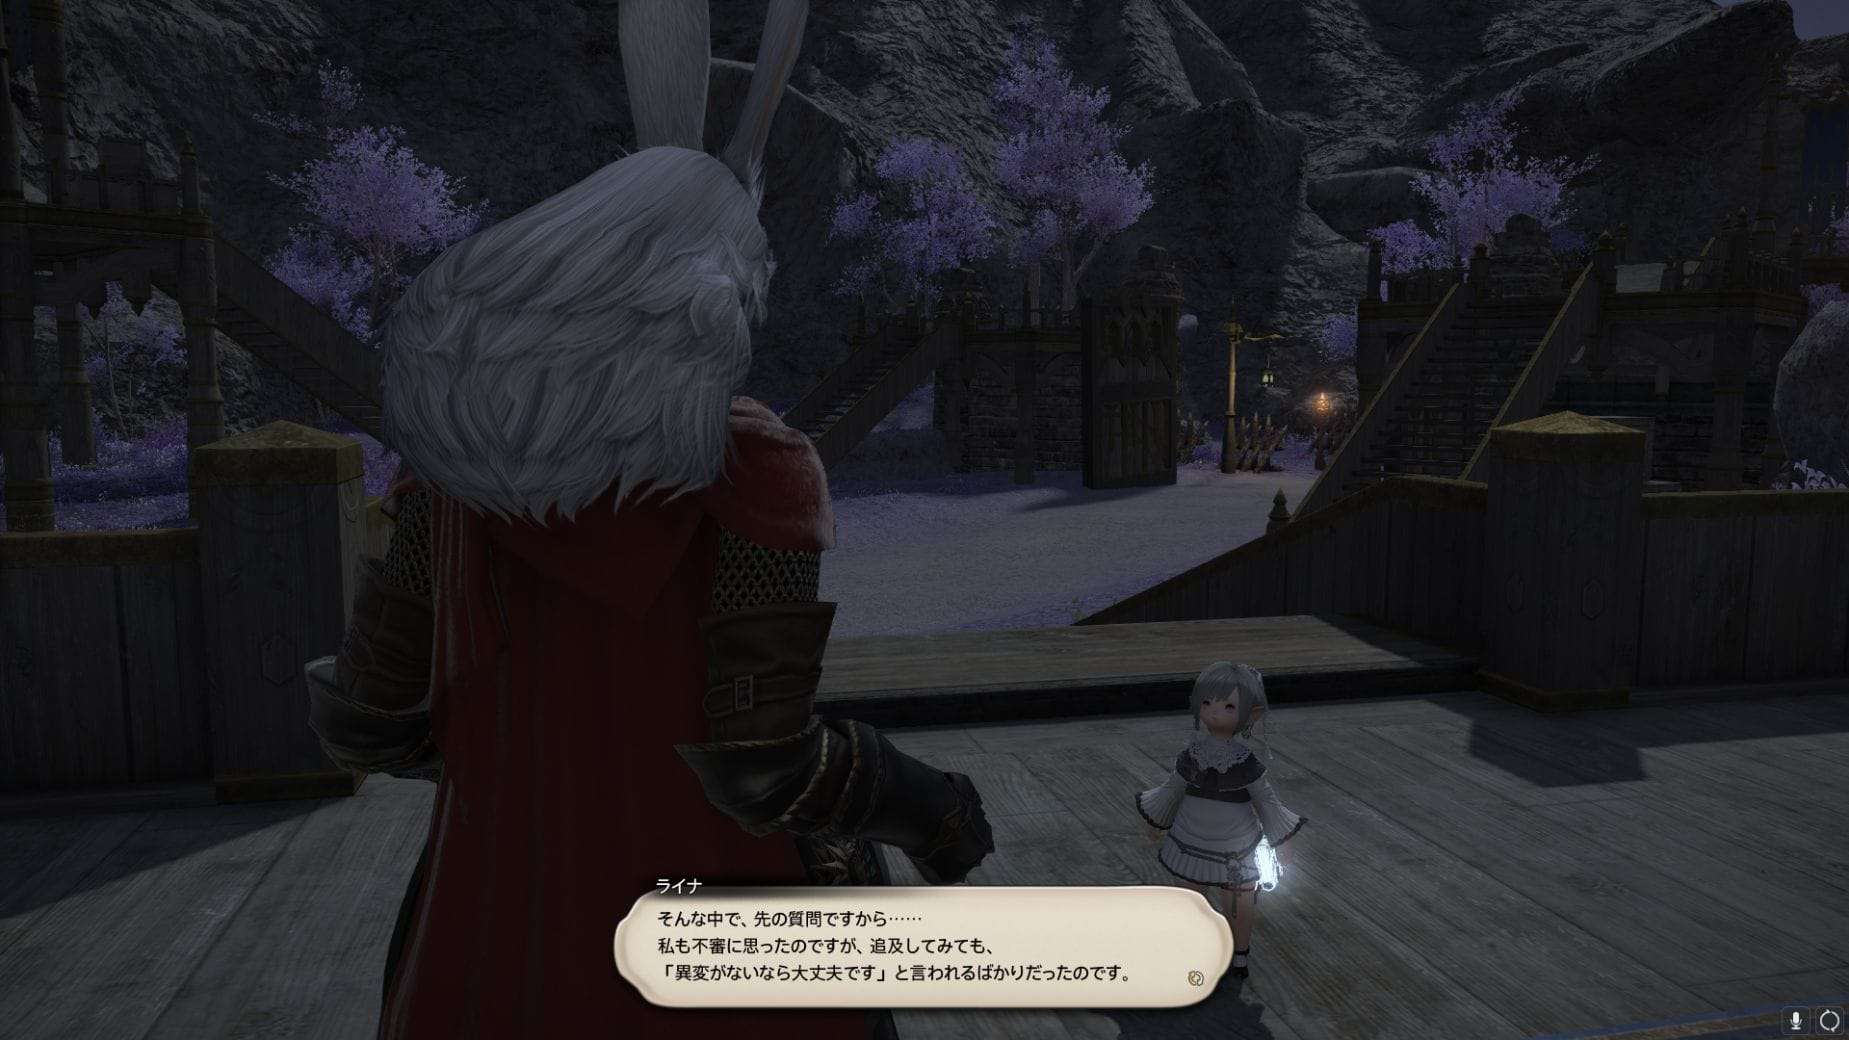 ライナ
そんな中で、先の質問ですから……
私も不審に思ったのですが、追及してみても、
「異変がないなら大丈夫です」と言われるばかりだったのです。